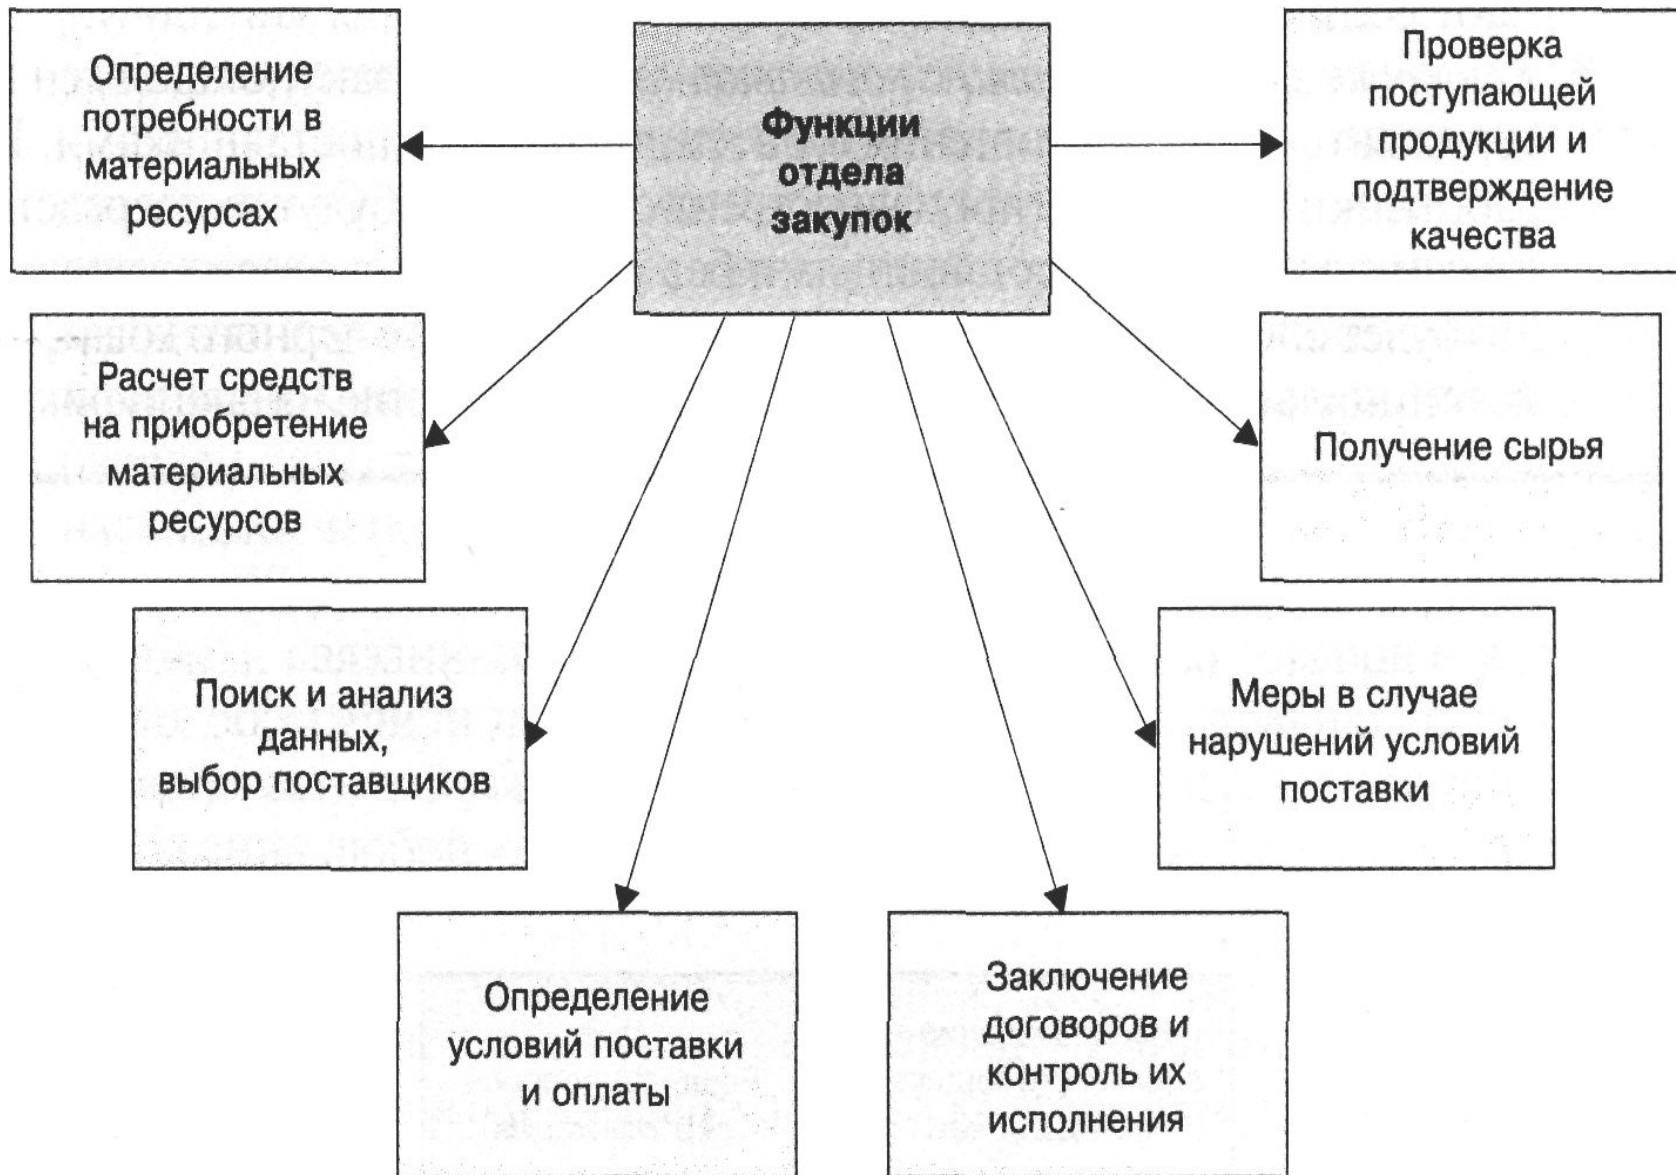 Функции
отдела
закупок
Определение
потребности в
материальных
ресурсах
Расчет средств
на приобретение
материальных
ресурсов
Поиск и анализ
данных,
выбор поставщиков
Определение
условий поставки
и оплаты
Заключение
договоров и
контроль их
исполнения
Меры в случае
нарушений условий
поставки
Получение сырья
Проверка
поступающей
продукции и
подтверждение
качества